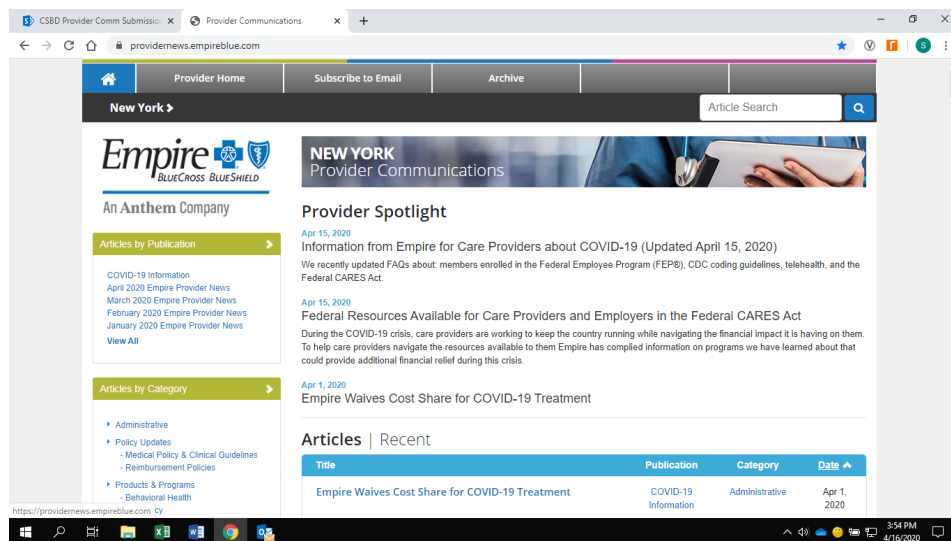 CSBD Provider Comm Submission
Provider Communications
providernews.empireblue.com
S
Provider Home
Subscribe to Email
Archive
New York
Article Search
Empire
BLUECROSS BLUESHIELD
An Anthem Company
NEW YORK
Provider Communications
Articles by Publication
COVID-19 Information
April 2020 Empire Provider News
March 2020 Empire Provider News
February 2020 Empire Provider News
January 2020 Empire Provider News
View All
Articles by Category
Administrative
Policy Updates
- Medical Policy & Clinical Guidelines
- Reimbursement Policies
Products & Programs
- Behavioral Health
cy
Provider Spotlight
Apr 15, 2020
Information from Empire for Care Providers about COVID-19 (Updated April 15, 2020)
We recently updated FAQs about: members enrolled in the Federal Employee Program (FEP®), CDC coding guidelines, telehealth, and the
Federal CARES Act.
Apr 15, 2020
Federal Resources Available for Care Providers and Employers in the Federal CARES Act
During the COVID-19 crisis, care providers are working to keep the country running while navigating the financial impact it is having on them.
To help care providers navigate the resources available to them Empire has complied information on programs we have learned about that
could provide additional financial relief during this crisis.
Apr 1, 2020
Empire Waives Cost Share for COVID-19 Treatment
Articles | Recent
Title Publication Category Date
Empire Waives Cost Share for COVID-19 Treatment COVID-19 Administrative Apr 1,
Information 2020
https://providernews.empireblue.com
3:54 PM
4/16/2020